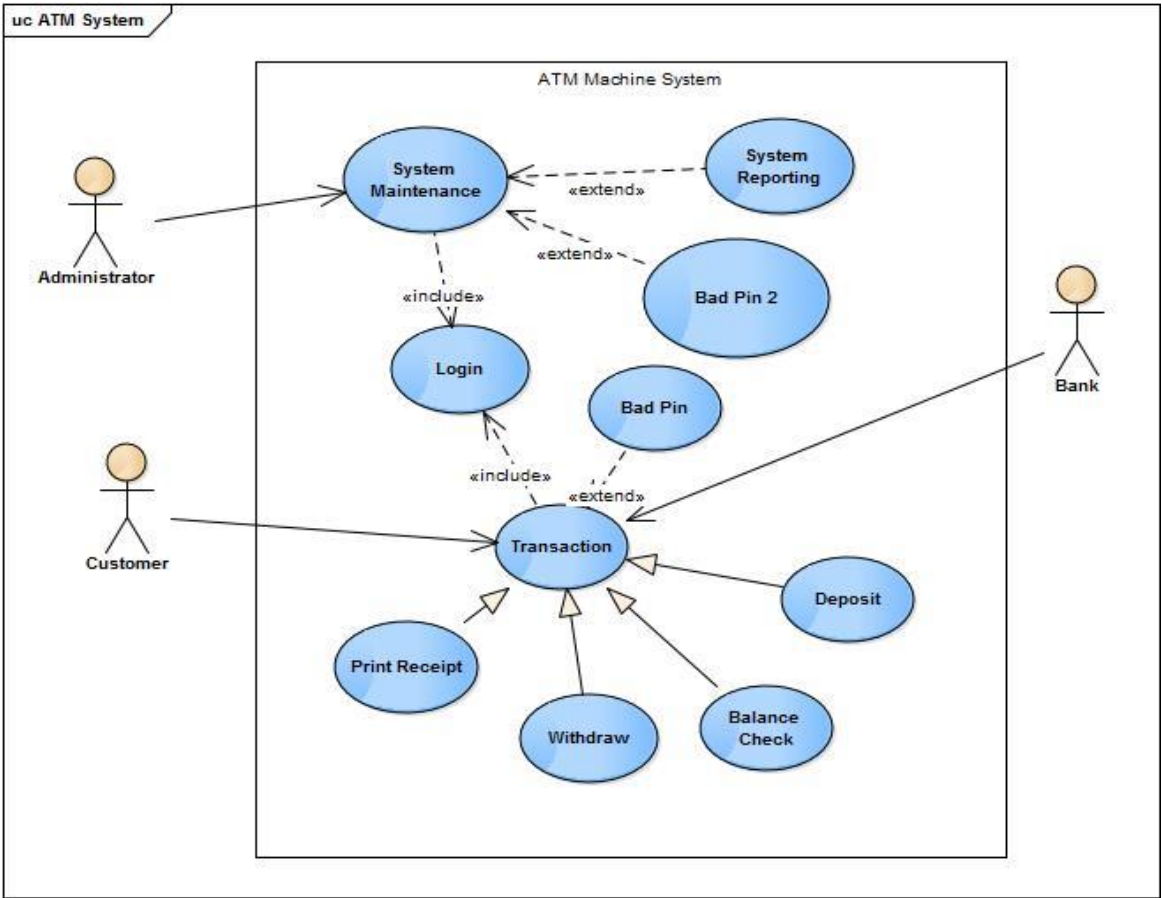 uc ATM System
ATM Machine System
System
Maintenance
System
Reporting
«extend»
«extend»
Bad Pin 2
Administrator
«include»
Login
Bad Pin
Bank
«include»
«extend»
Customer
Transaction
Deposit
Print Receipt
Withdraw
Balance
Check